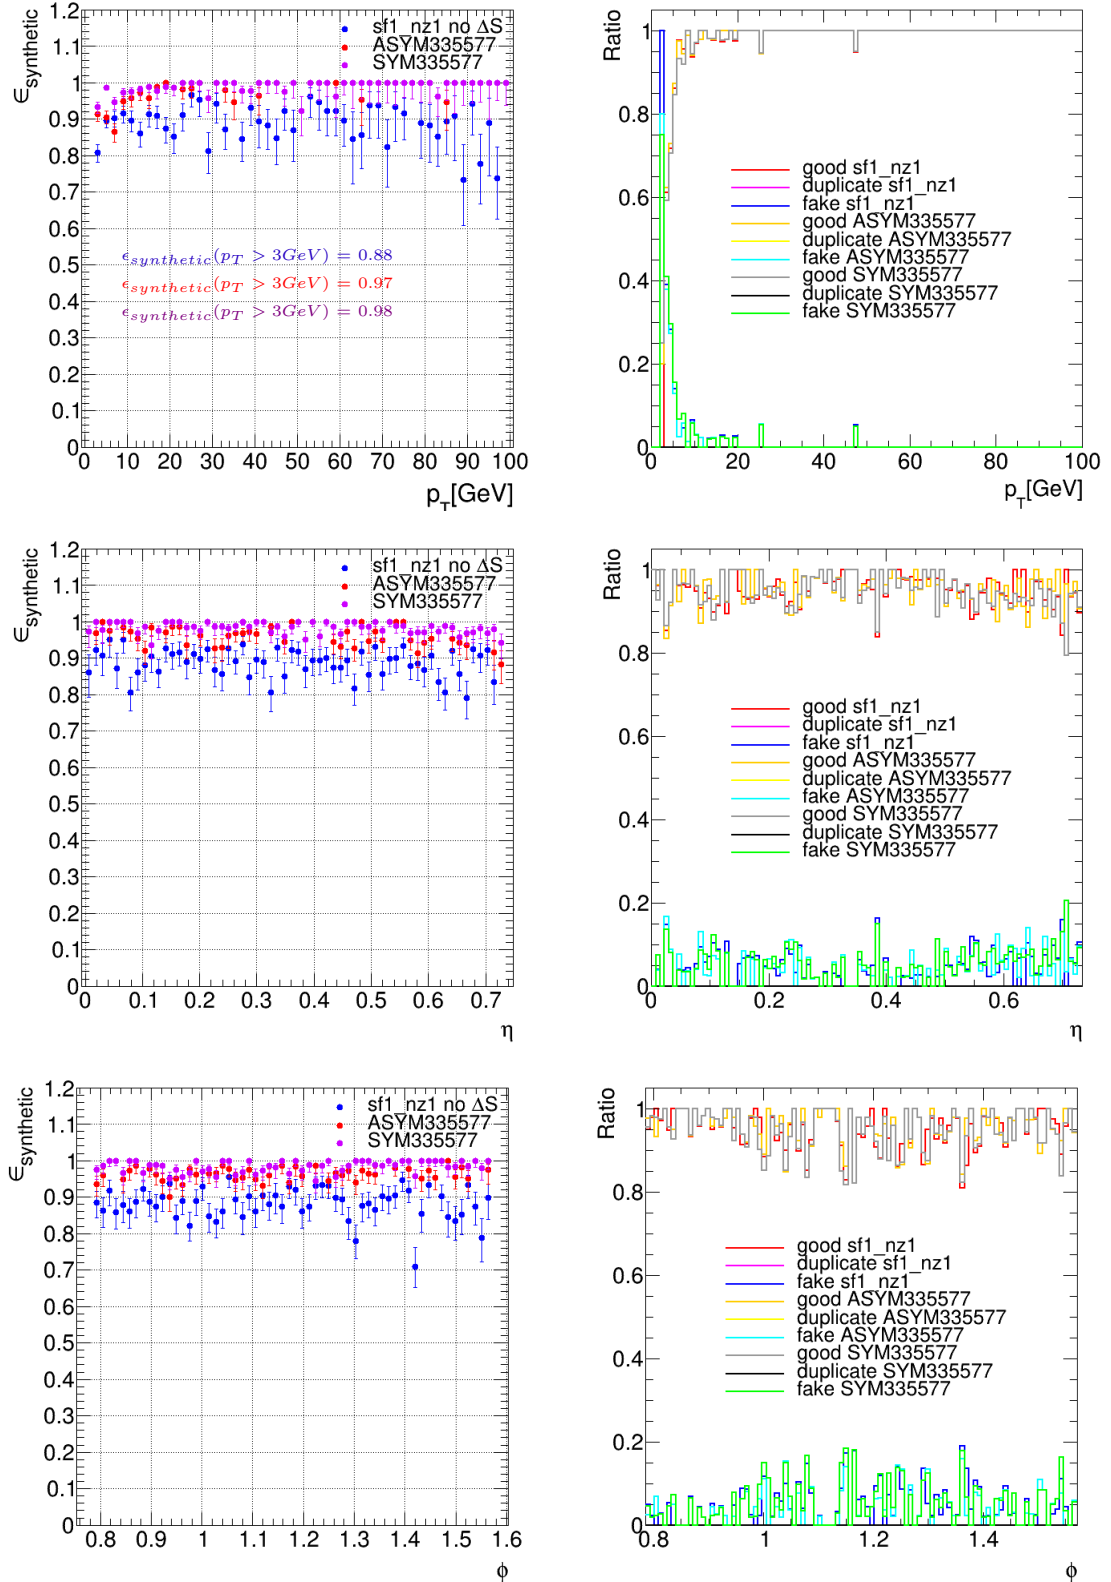 sf1_nz1 no ΔS
ASYM335577
SYM335577
ϵ_synthetic
1.2
1.1
1
0.9
0.8
0.7
0.6
0.5
0.4
0.3
0.2
0.1
0
ϵ_synthetic(p_T > 3GeV) = 0.88
ϵ_synthetic(p_T > 3GeV) = 0.97
ϵ_synthetic(p_T > 3GeV) = 0.98
0 10 20 30 40 50 60 70 80 90 100
p_T[GeV]
Ratio
1
0.8
0.6
0.4
0.2
0
good sf1_nz1
duplicate sf1_nz1
fake sf1_nz1
good ASYM335577
duplicate ASYM335577
fake ASYM335577
good SYM335577
duplicate SYM335577
fake SYM335577
0 20 40 60 80 100
p_T[GeV]
sf1_nz1 no ΔS
ASYM335577
SYM335577
ϵ_synthetic
1.2
1.1
1
0.9
0.8
0.7
0.6
0.5
0.4
0.3
0.2
0.1
0
0 0.1 0.2 0.3 0.4 0.5 0.6 0.7
η
Ratio
1
0.8
0.6
0.4
0.2
0
good sf1_nz1
duplicate sf1_nz1
fake sf1_nz1
good ASYM335577
duplicate ASYM335577
fake ASYM335577
good SYM335577
duplicate SYM335577
fake SYM335577
0 0.2 0.4 0.6
η
sf1_nz1 no ΔS
ASYM335577
SYM335577
ϵ_synthetic
1.2
1.1
1
0.9
0.8
0.7
0.6
0.5
0.4
0.3
0.2
0.1
0
0.8 0.9 1 1.1 1.2 1.3 1.4 1.5 1.6
ϕ
Ratio
1
0.8
0.6
0.4
0.2
0
good sf1_nz1
duplicate sf1_nz1
fake sf1_nz1
good ASYM335577
duplicate ASYM335577
fake ASYM335577
good SYM335577
duplicate SYM335577
fake SYM335577
0.8 1 1.2 1.4
ϕ